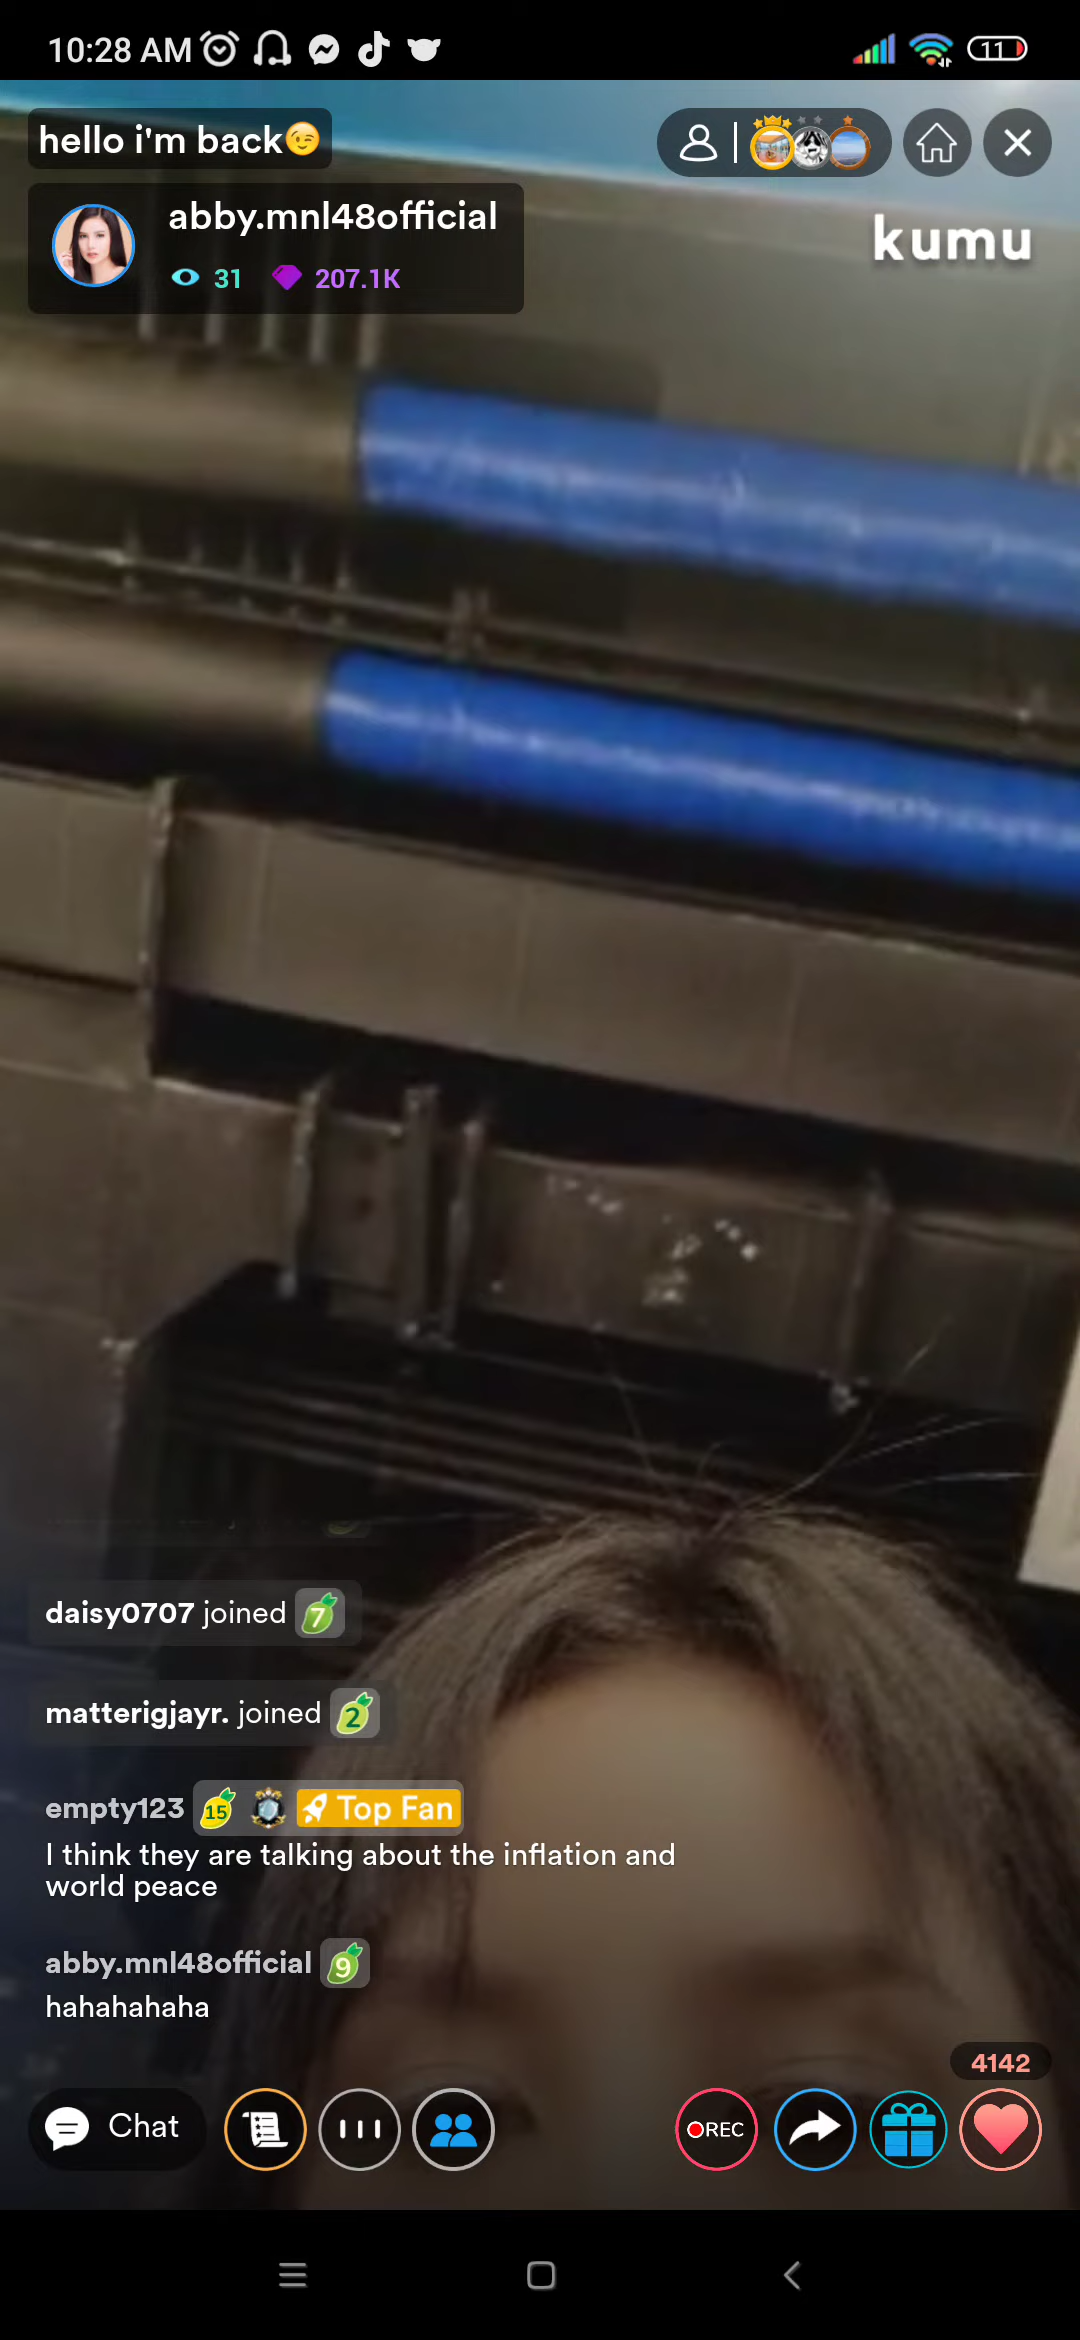 10:28 AM
11
hello i'm back😉
abby.mnl48official
31 207.1K
kumu
daisy0707 joined 7
matterigjayr. joined 2
empty123 15 Top Fan
I think they are talking about the inflation and
world peace
abby.mnl48official 9
hahahahaha
4142
Chat
REC